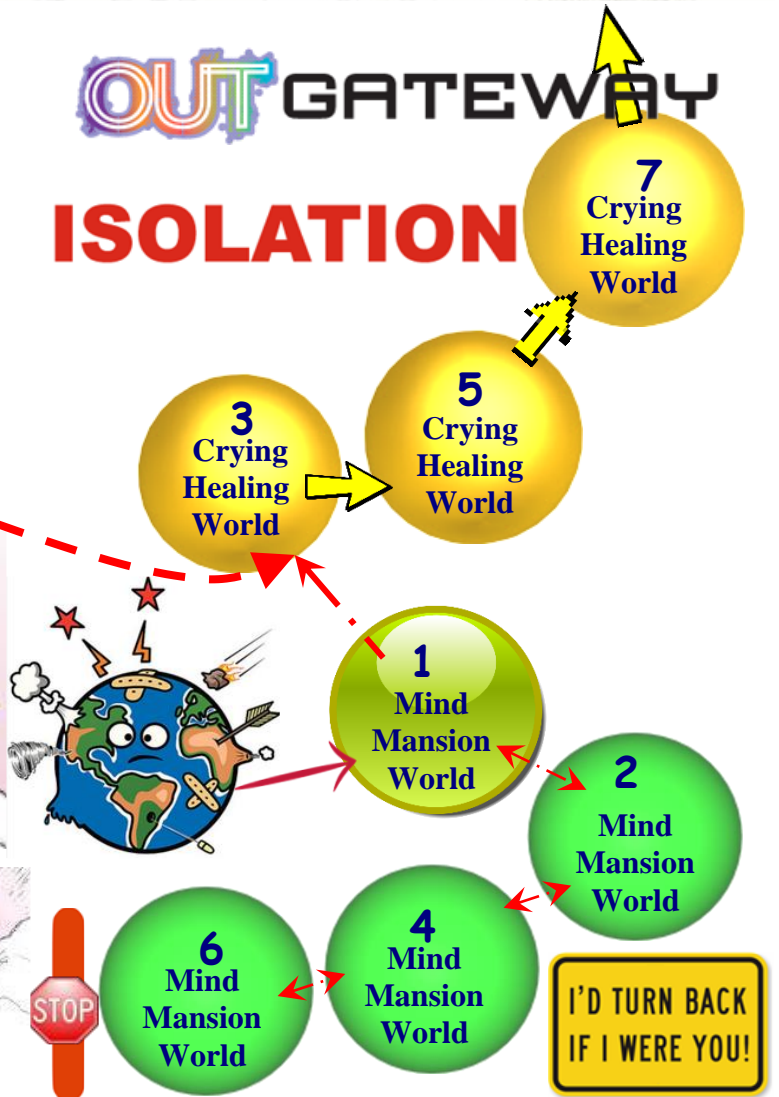 OUT GATEWAY
ISOLATION
7
Crying
Healing
World
5
Crying
Healing
World
3
Crying
Healing
World
1
Mind
Mansion
World
2
Mind
Mansion
World
4
Mind
Mansion
World
6
Mind
Mansion
World
STOP
I'D TURN BACK
IF I WERE YOU!